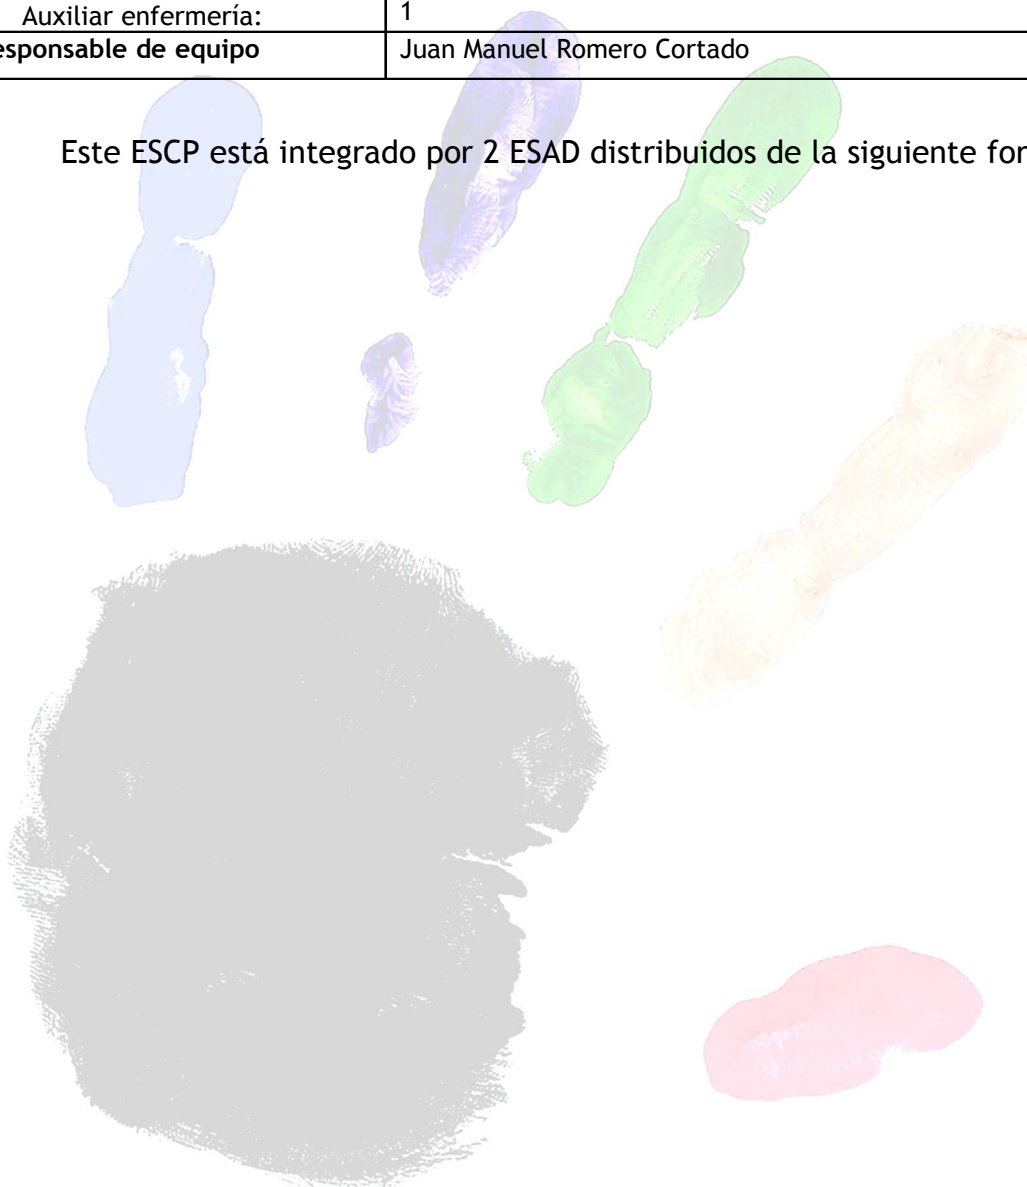 Auxiliar enfermería: 1
esponsable de equipo Juan Manuel Romero Cortado
Este ESCP está integrado por 2 ESAD distribuidos de la siguiente for